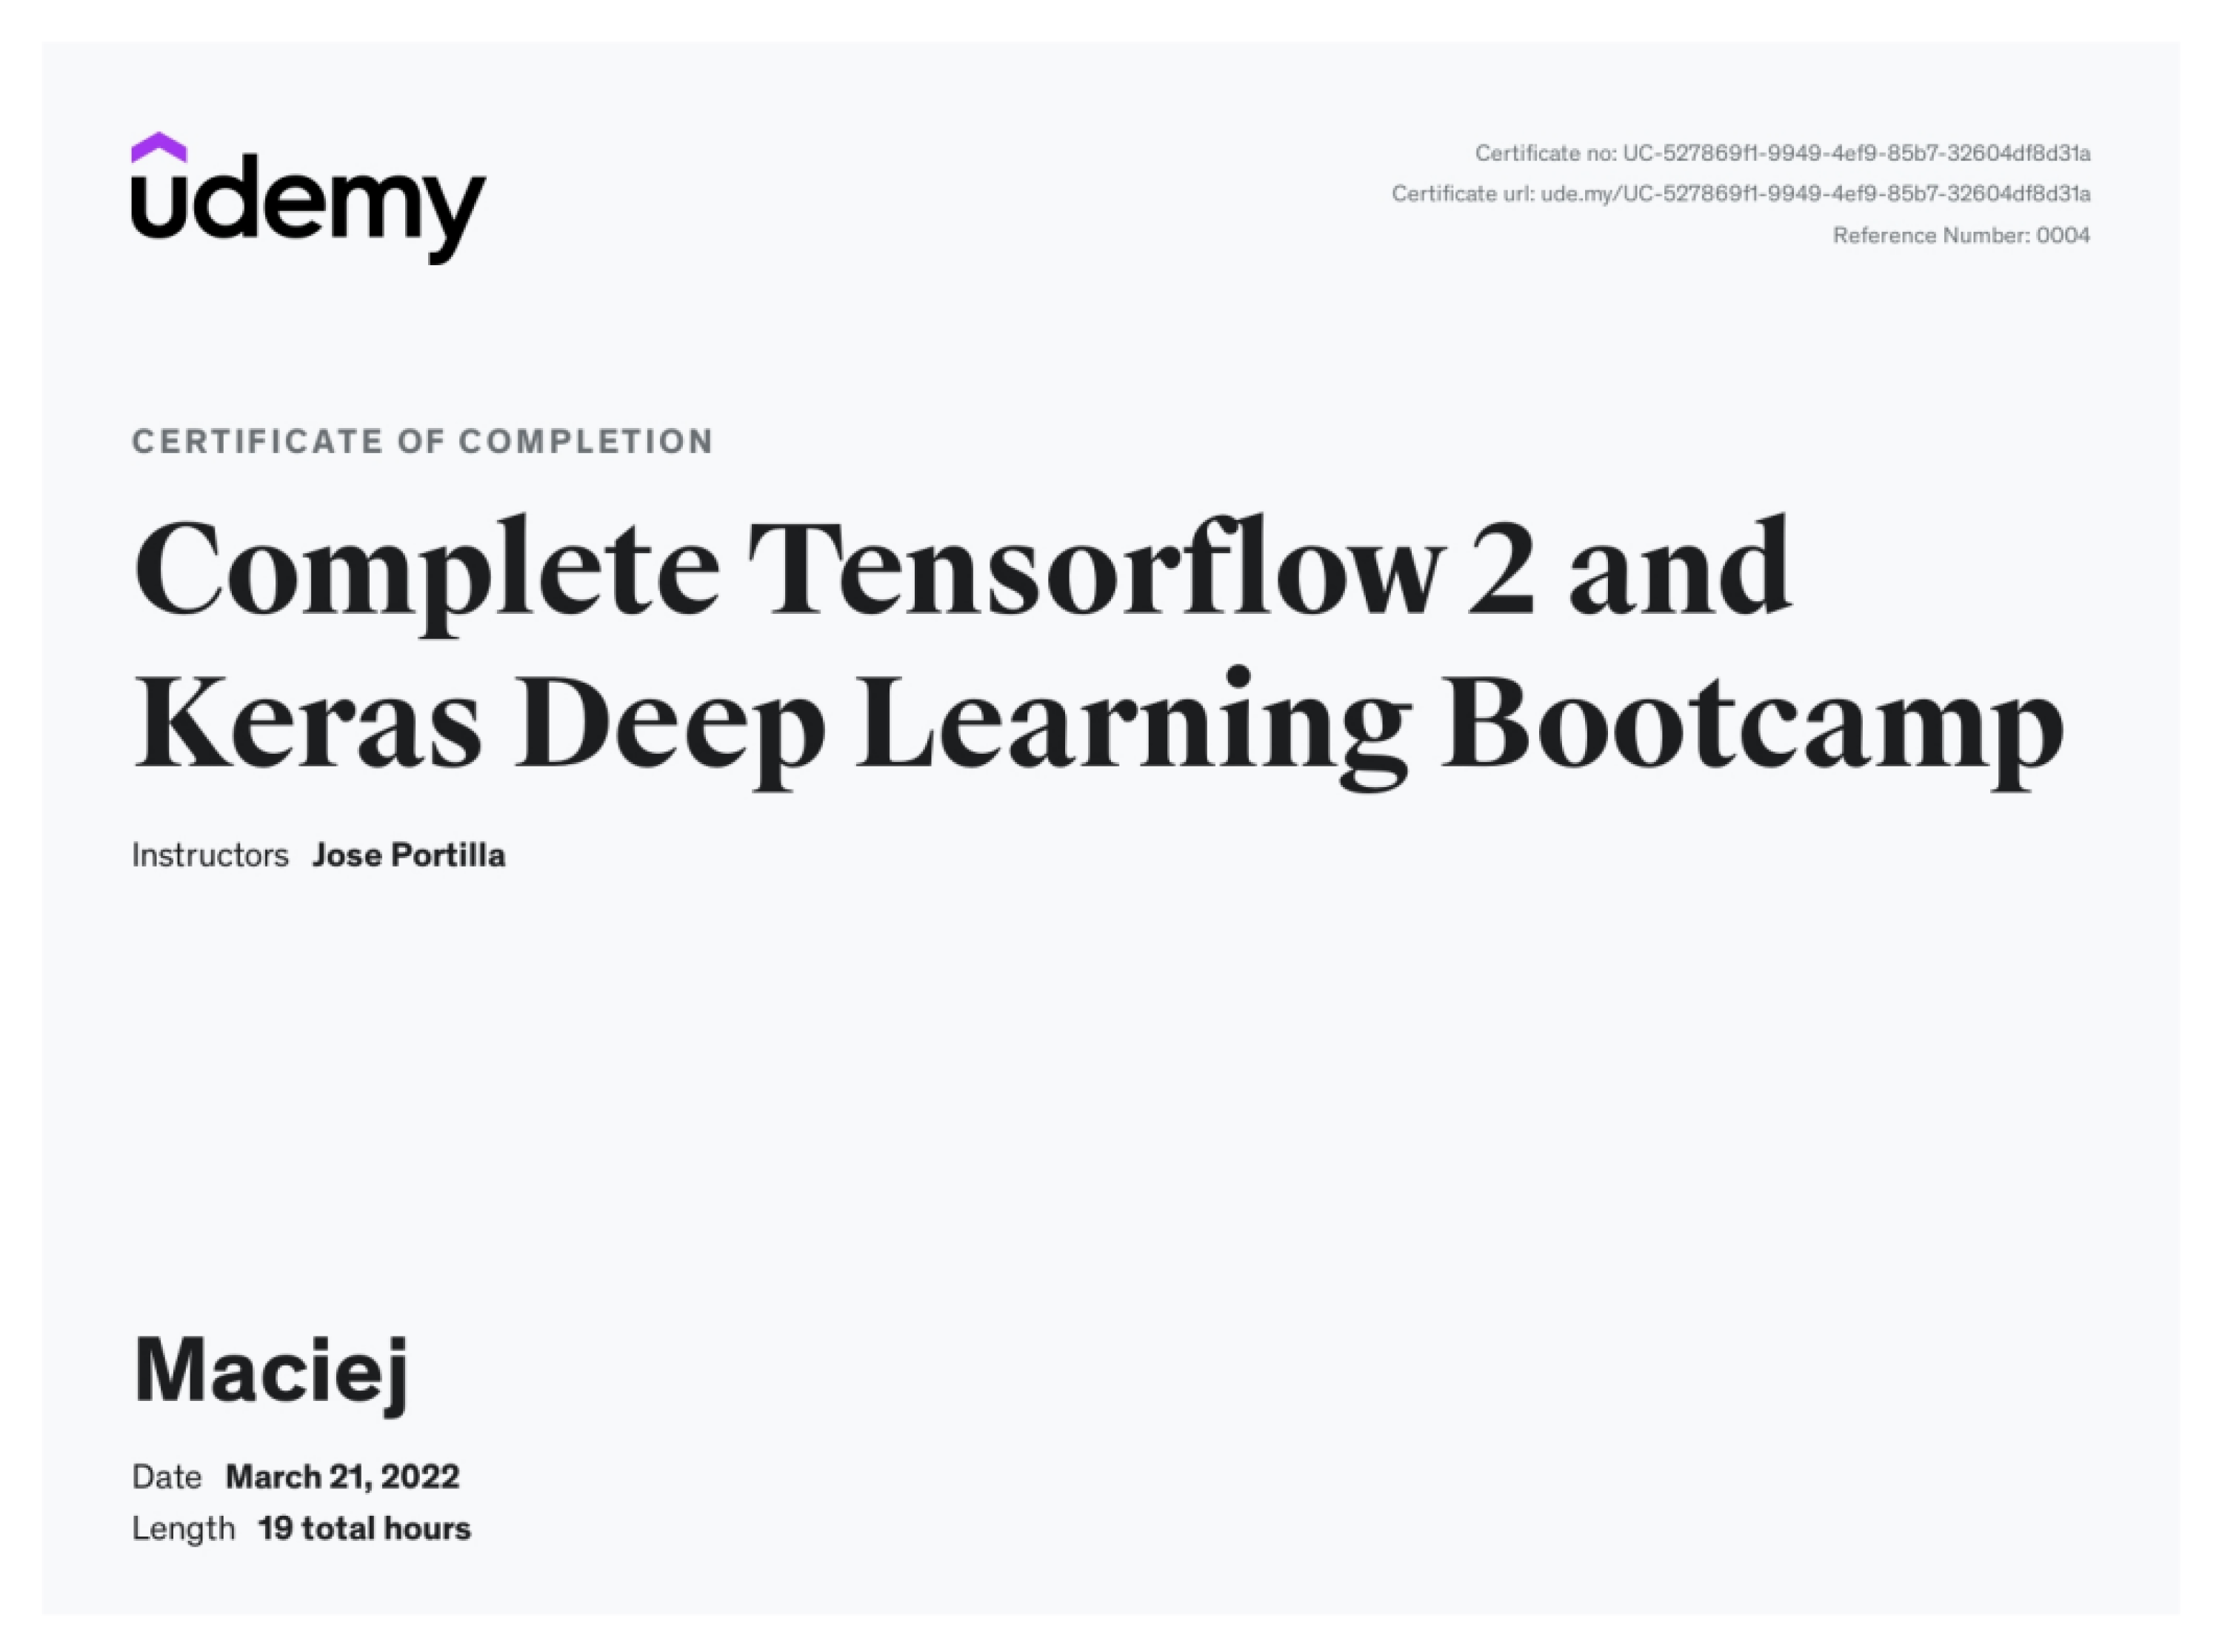 udemy
Certificate no: UC-527869f1-9949-4ef9-85b7-32604df8d31a
Certificate url: ude.my/UC-527869f1-9949-4ef9-85b7-32604df8d31a
Reference Number: 0004
CERTIFICATE OF COMPLETION
Complete Tensorflow 2 and
Keras Deep Learning Bootcamp
Instructors Jose Portilla
Maciej
Date March 21, 2022
Length 19 total hours